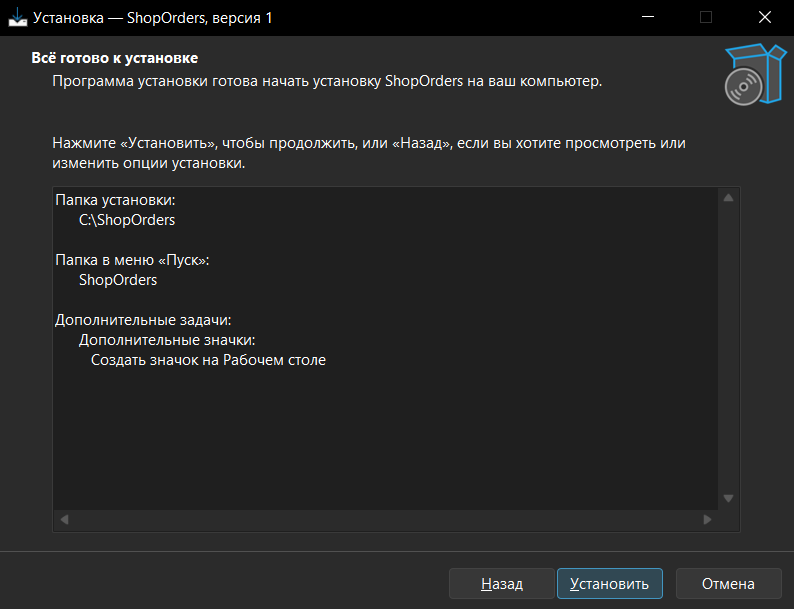 Установка — ShopOrders, версия 1
Всё готово к установке
Программа установки готова начать установку ShopOrders на ваш компьютер.
Нажмите «Установить», чтобы продолжить, или «Назад», если вы хотите просмотреть или
изменить опции установки.
Папка установки:
C:\ShopOrders
Папка в меню «Пуск»:
ShopOrders
Дополнительные задачи:
Дополнительные значки:
Создать значок на Рабочем столе
Назад
Установить
Отмена